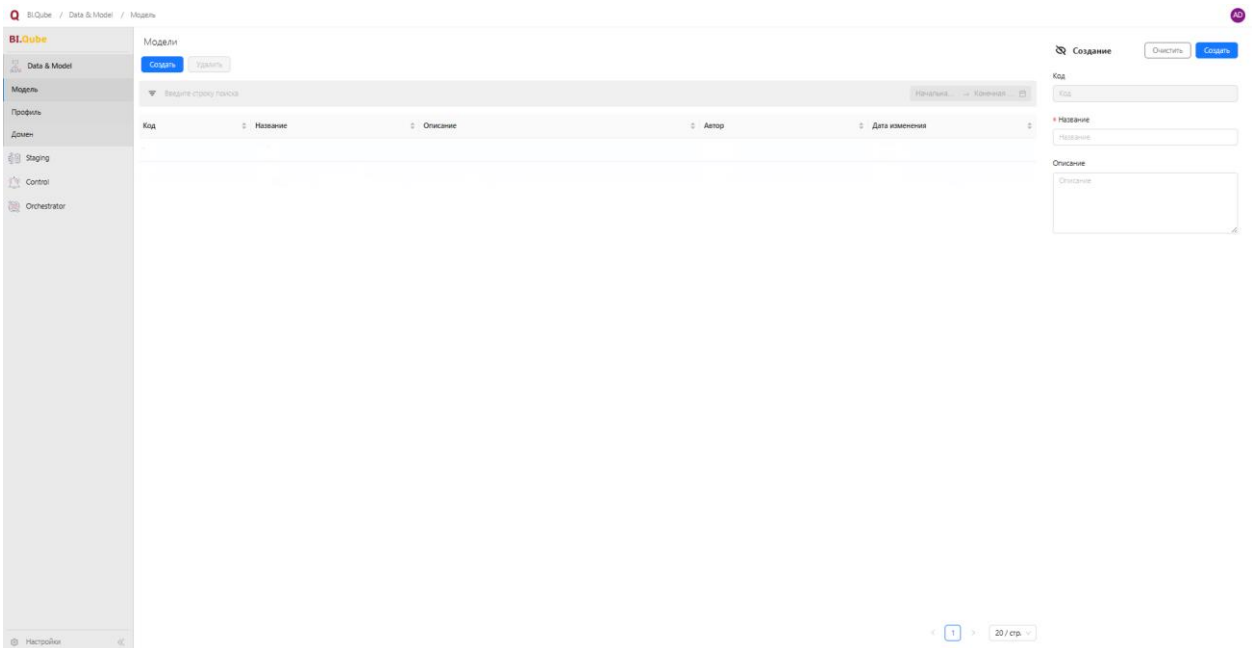 BI.Qube / Data & Model / Модель
AD
BI.Qube
Data & Model
Модель
Профиль
Домен
Staging
Control
Orchestrator
Настройки
Модели
Создать Удалить
Введите строку поиска
Начальна... → Конечная ...
Код Название Описание Автор Дата изменения
1 20 / стр.
Создание Очистить Создать
Код
Код
* Название
Название
Описание
Описание